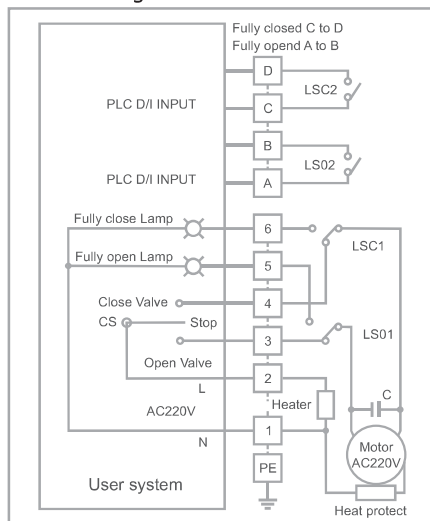 Fully closed C to D
Fully opend A to B
D
LSC2
PLC D/I INPUT
C
B
LS02
PLC D/I INPUT
A
Fully close Lamp
6
LSC1
Fully open Lamp
5
Close Valve
4
CS
Stop
3
LS01
Open Valve
2
L
Heater
C
AC220V
1
N
Motor
AC220V
PE
User system
Heat protect